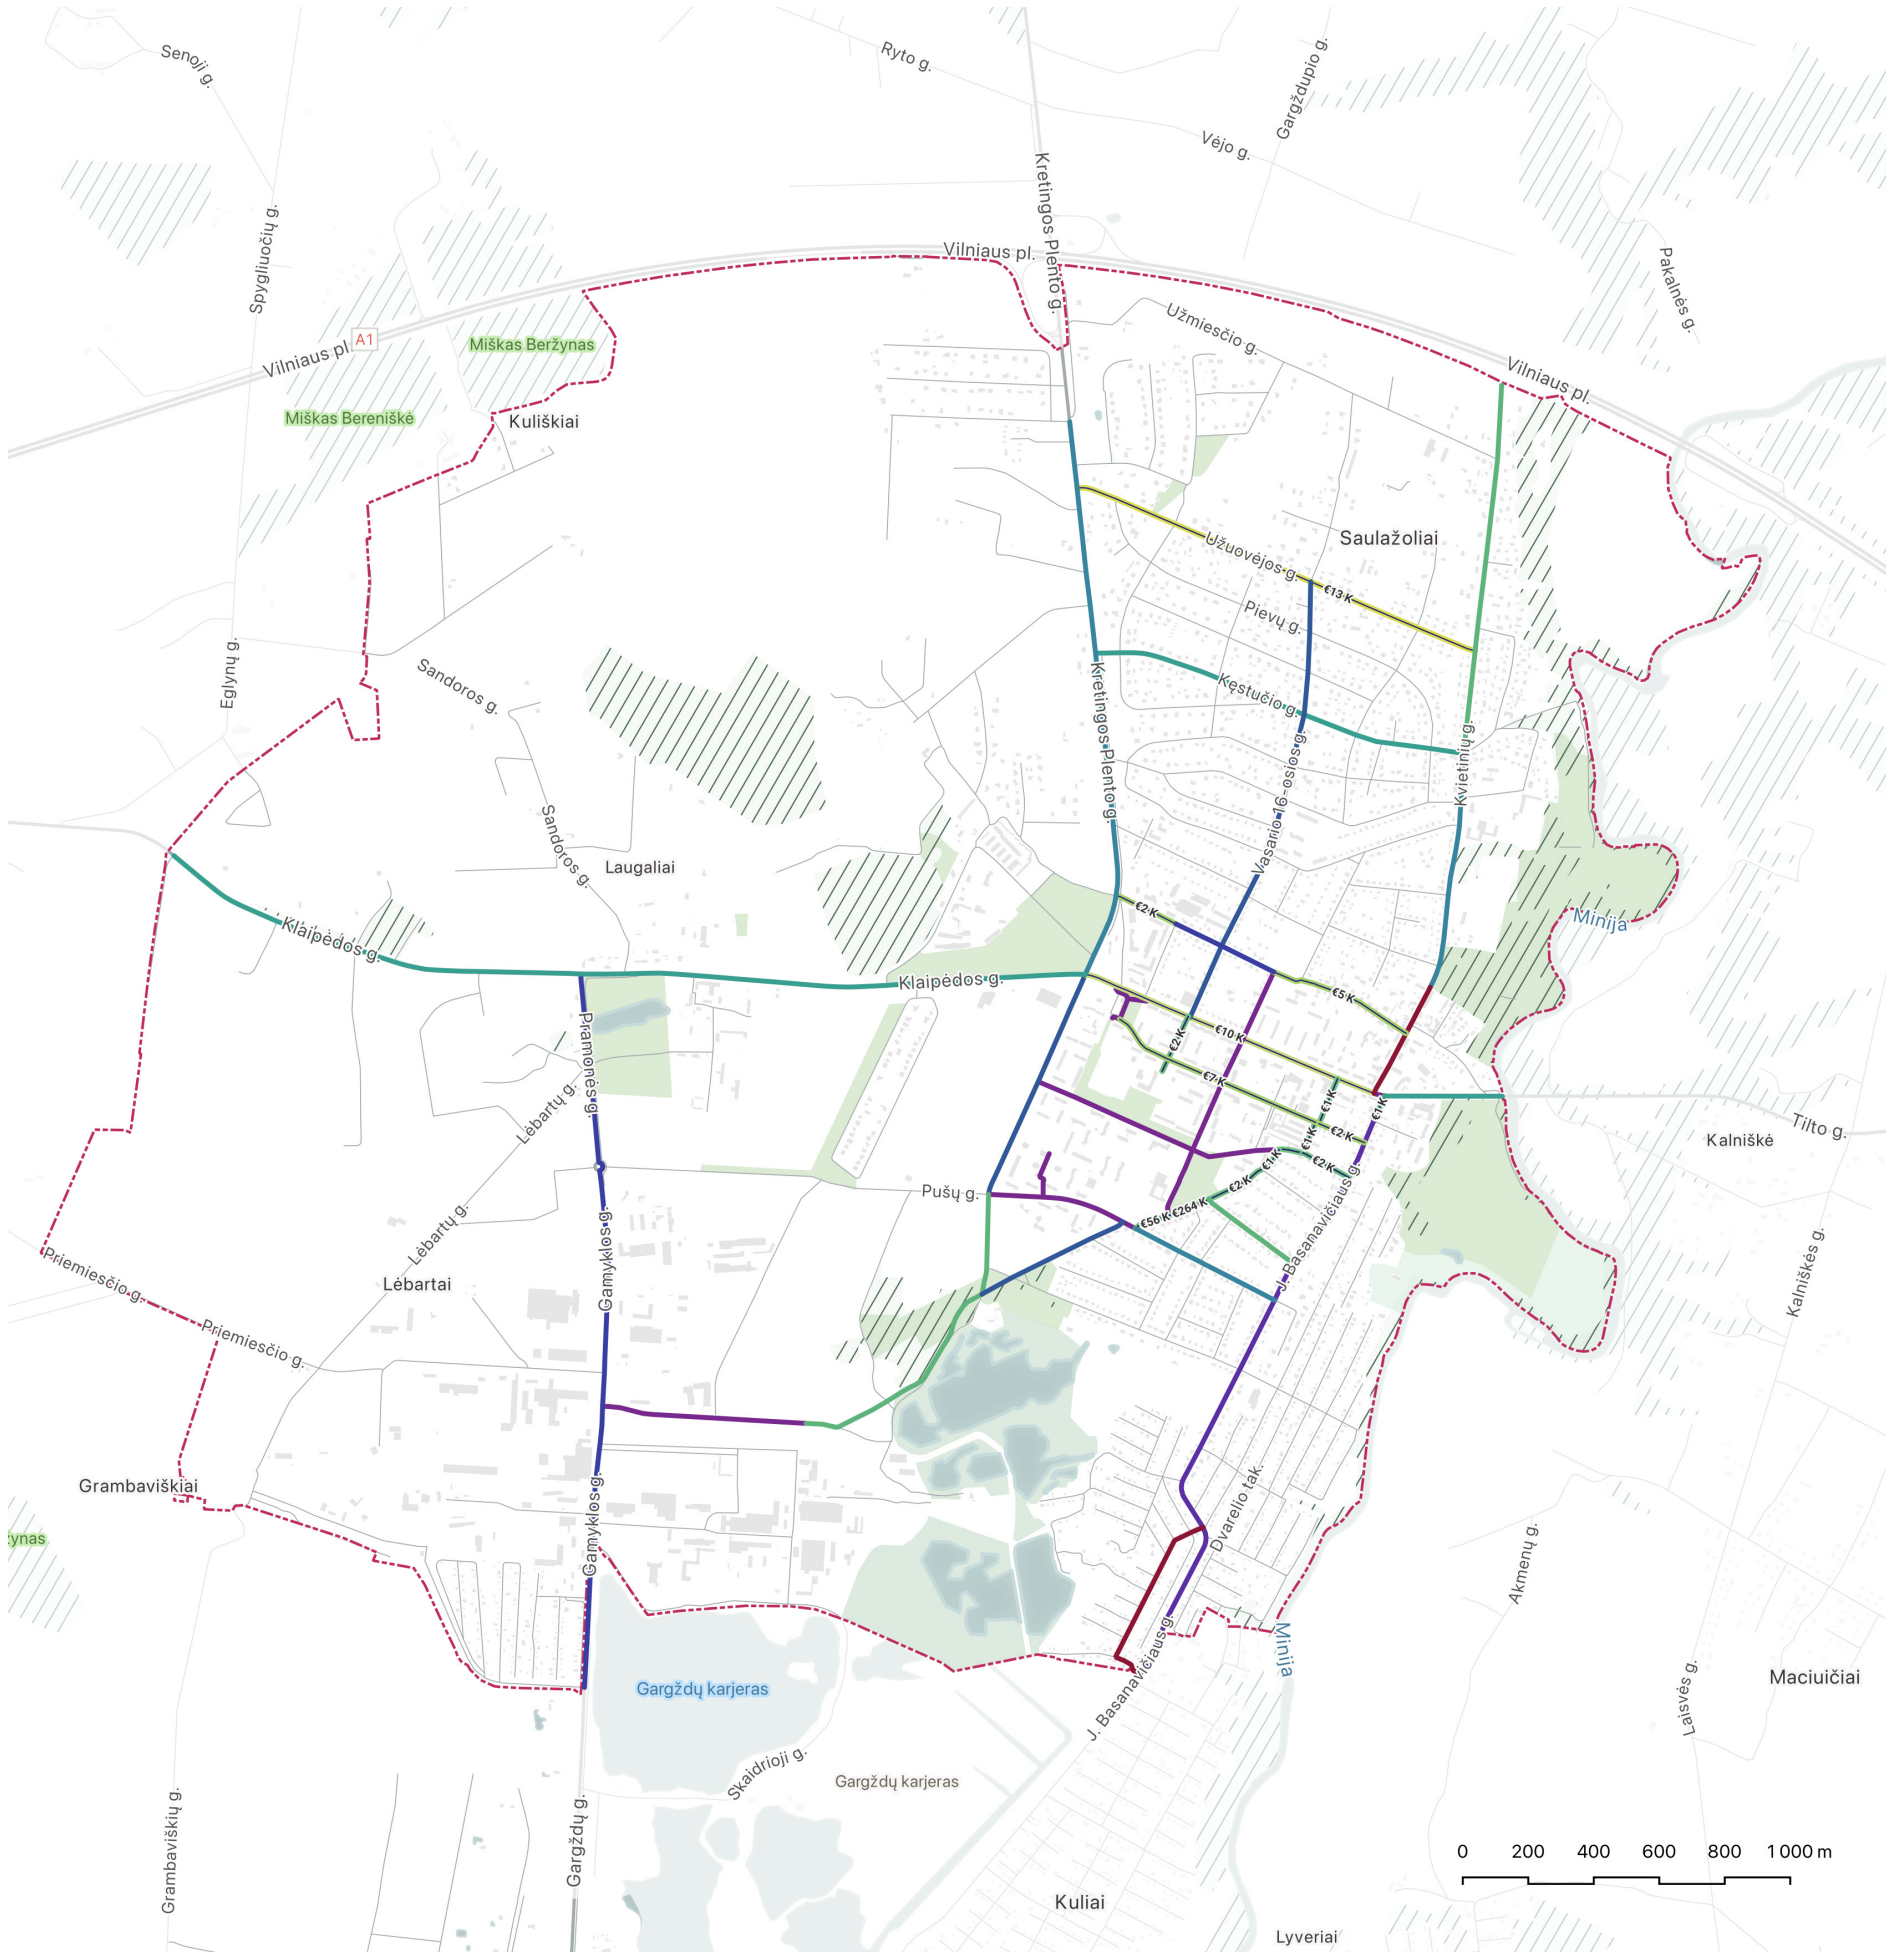 Senoji g.
Ryto g.
Gargždupio g.
Vėjo g.
Kretingos Plento g.
Spygliuočių g.
Vilniaus pl.
Pakalnės g.
Užmiesčio g.
A1
Miškas Beržynas
Vilniaus pl.
Vilniaus pl.
Miškas Bereniškė
Kuliškiai
Saulažoliai
Užuovėjos g.
€13 K
Pievų g.
Eglynų g.
Sandoros g.
Kęstučio g.
Kretingos Plento g.
Kvietinių g.
Vasario 16-osios g.
Sandoros g.
Laugaliai
€2 K
Minija
Klaipėdos g.
Klaipėdos g.
€5 K
Pramonės g.
€10 K
€2 K
€7 K
Lėbartų g.
€1 K
€1 K
Tilto g.
€2 K
€1 K
Kalniškė
€1 K
€2 K
€2 K
Pušų g.
J. Basanavičiaus g.
€56 K
€264 K
Lėbartų g.
Gamyklos g.
Priemiesčio g.
Lėbartai
Kalniškės g.
J. Basanavičiaus g.
Priemiesčio g.
Grambaviškiai
Dvarelio tak.
Gamyklos g.
žynas
Akmenų g.
Minija
J. Basanavičiaus g.
Maciuičiai
Laisvės g.
Gargždų karjeras
Skaidrioji g.
Gargždų karjeras
Grambaviškių g.
Gargždų g.
0 200 400 600 800 1 000 m
Kuliai
Lyveriai